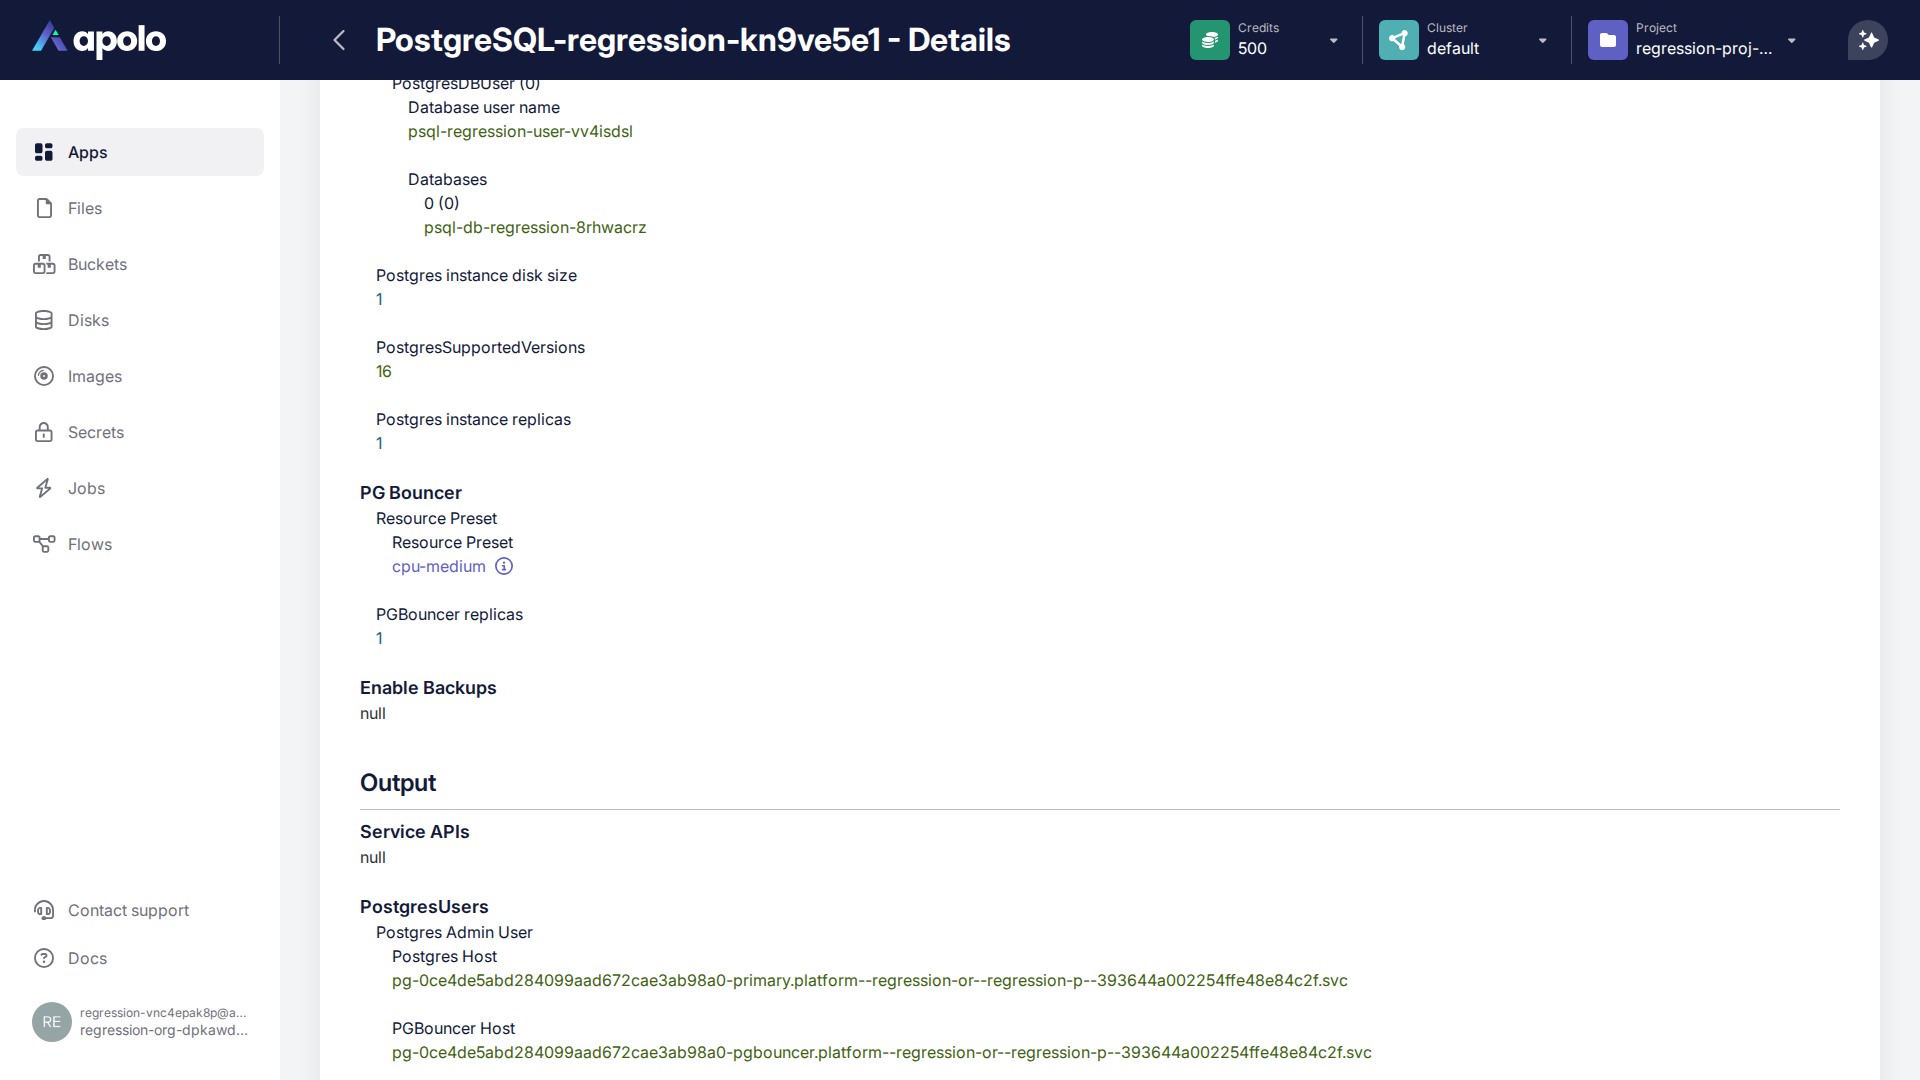 apolo
PostgreSQL-regression-kn9ve5e1 - Details
Credits
500
Cluster
default
Project
regression-proj-...
Apps
Files
Buckets
Disks
Images
Secrets
Jobs
Flows
Contact support
Docs
RE
regression-vnc4epak8p@a...
regression-org-dpkawd...
PostgresDBUser (0)
Database user name
psql-regression-user-vv4isdsl
Databases
0 (0)
psql-db-regression-8rhwacrz
Postgres instance disk size
1
PostgresSupportedVersions
16
Postgres instance replicas
1
PG Bouncer
Resource Preset
Resource Preset
cpu-medium
PGBouncer replicas
1
Enable Backups
null
Output
Service APIs
null
PostgresUsers
Postgres Admin User
Postgres Host
pg-0ce4de5abd284099aad672cae3ab98a0-primary.platform--regression-or--regression-p--393644a002254ffe48e84c2f.svc
PGBouncer Host
pg-0ce4de5abd284099aad672cae3ab98a0-pgbouncer.platform--regression-or--regression-p--393644a002254ffe48e84c2f.svc